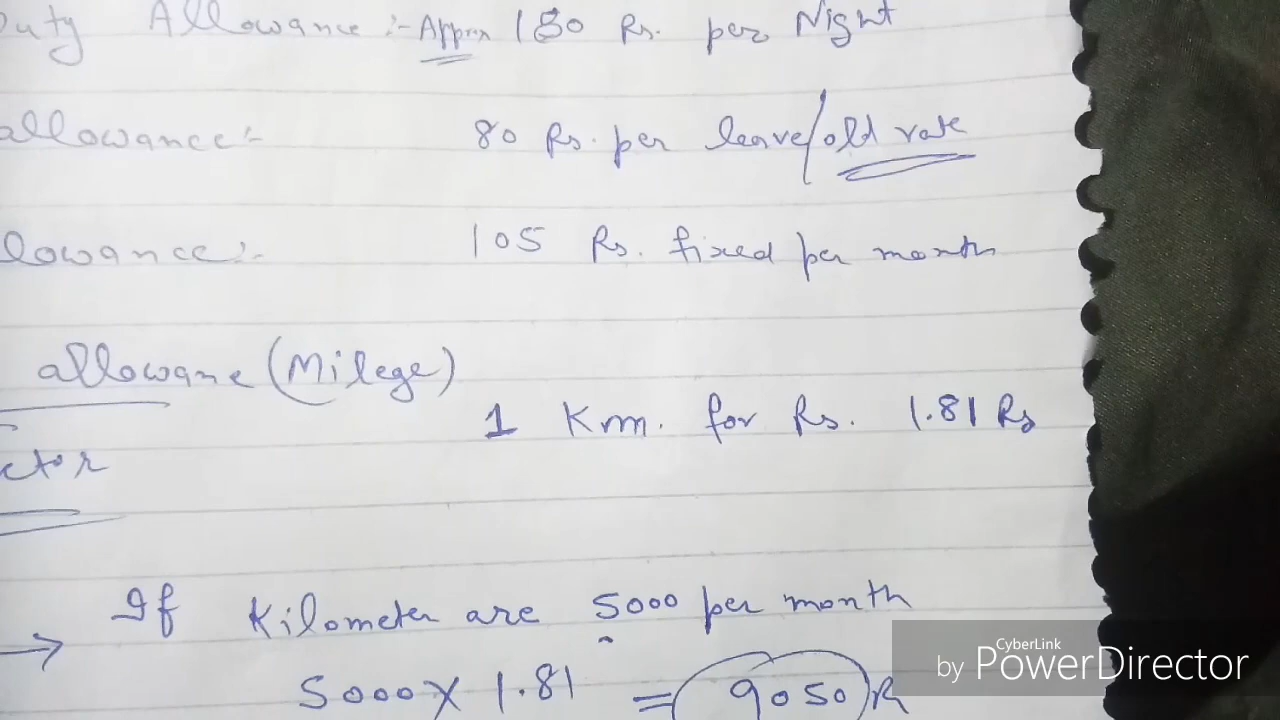 Duty Allowance :- Approx 180 Rs. per Night
allowance :- 80 Rs. per leave/old rate
lowance :- 105 Rs. fixed per month
allowane (Milege)
1 Km. for Rs. 1.81 Rs
ctor
→ If Kilometer are 5000 per month
5000 X 1.81 = 9050 R
CyberLink
by PowerDirector